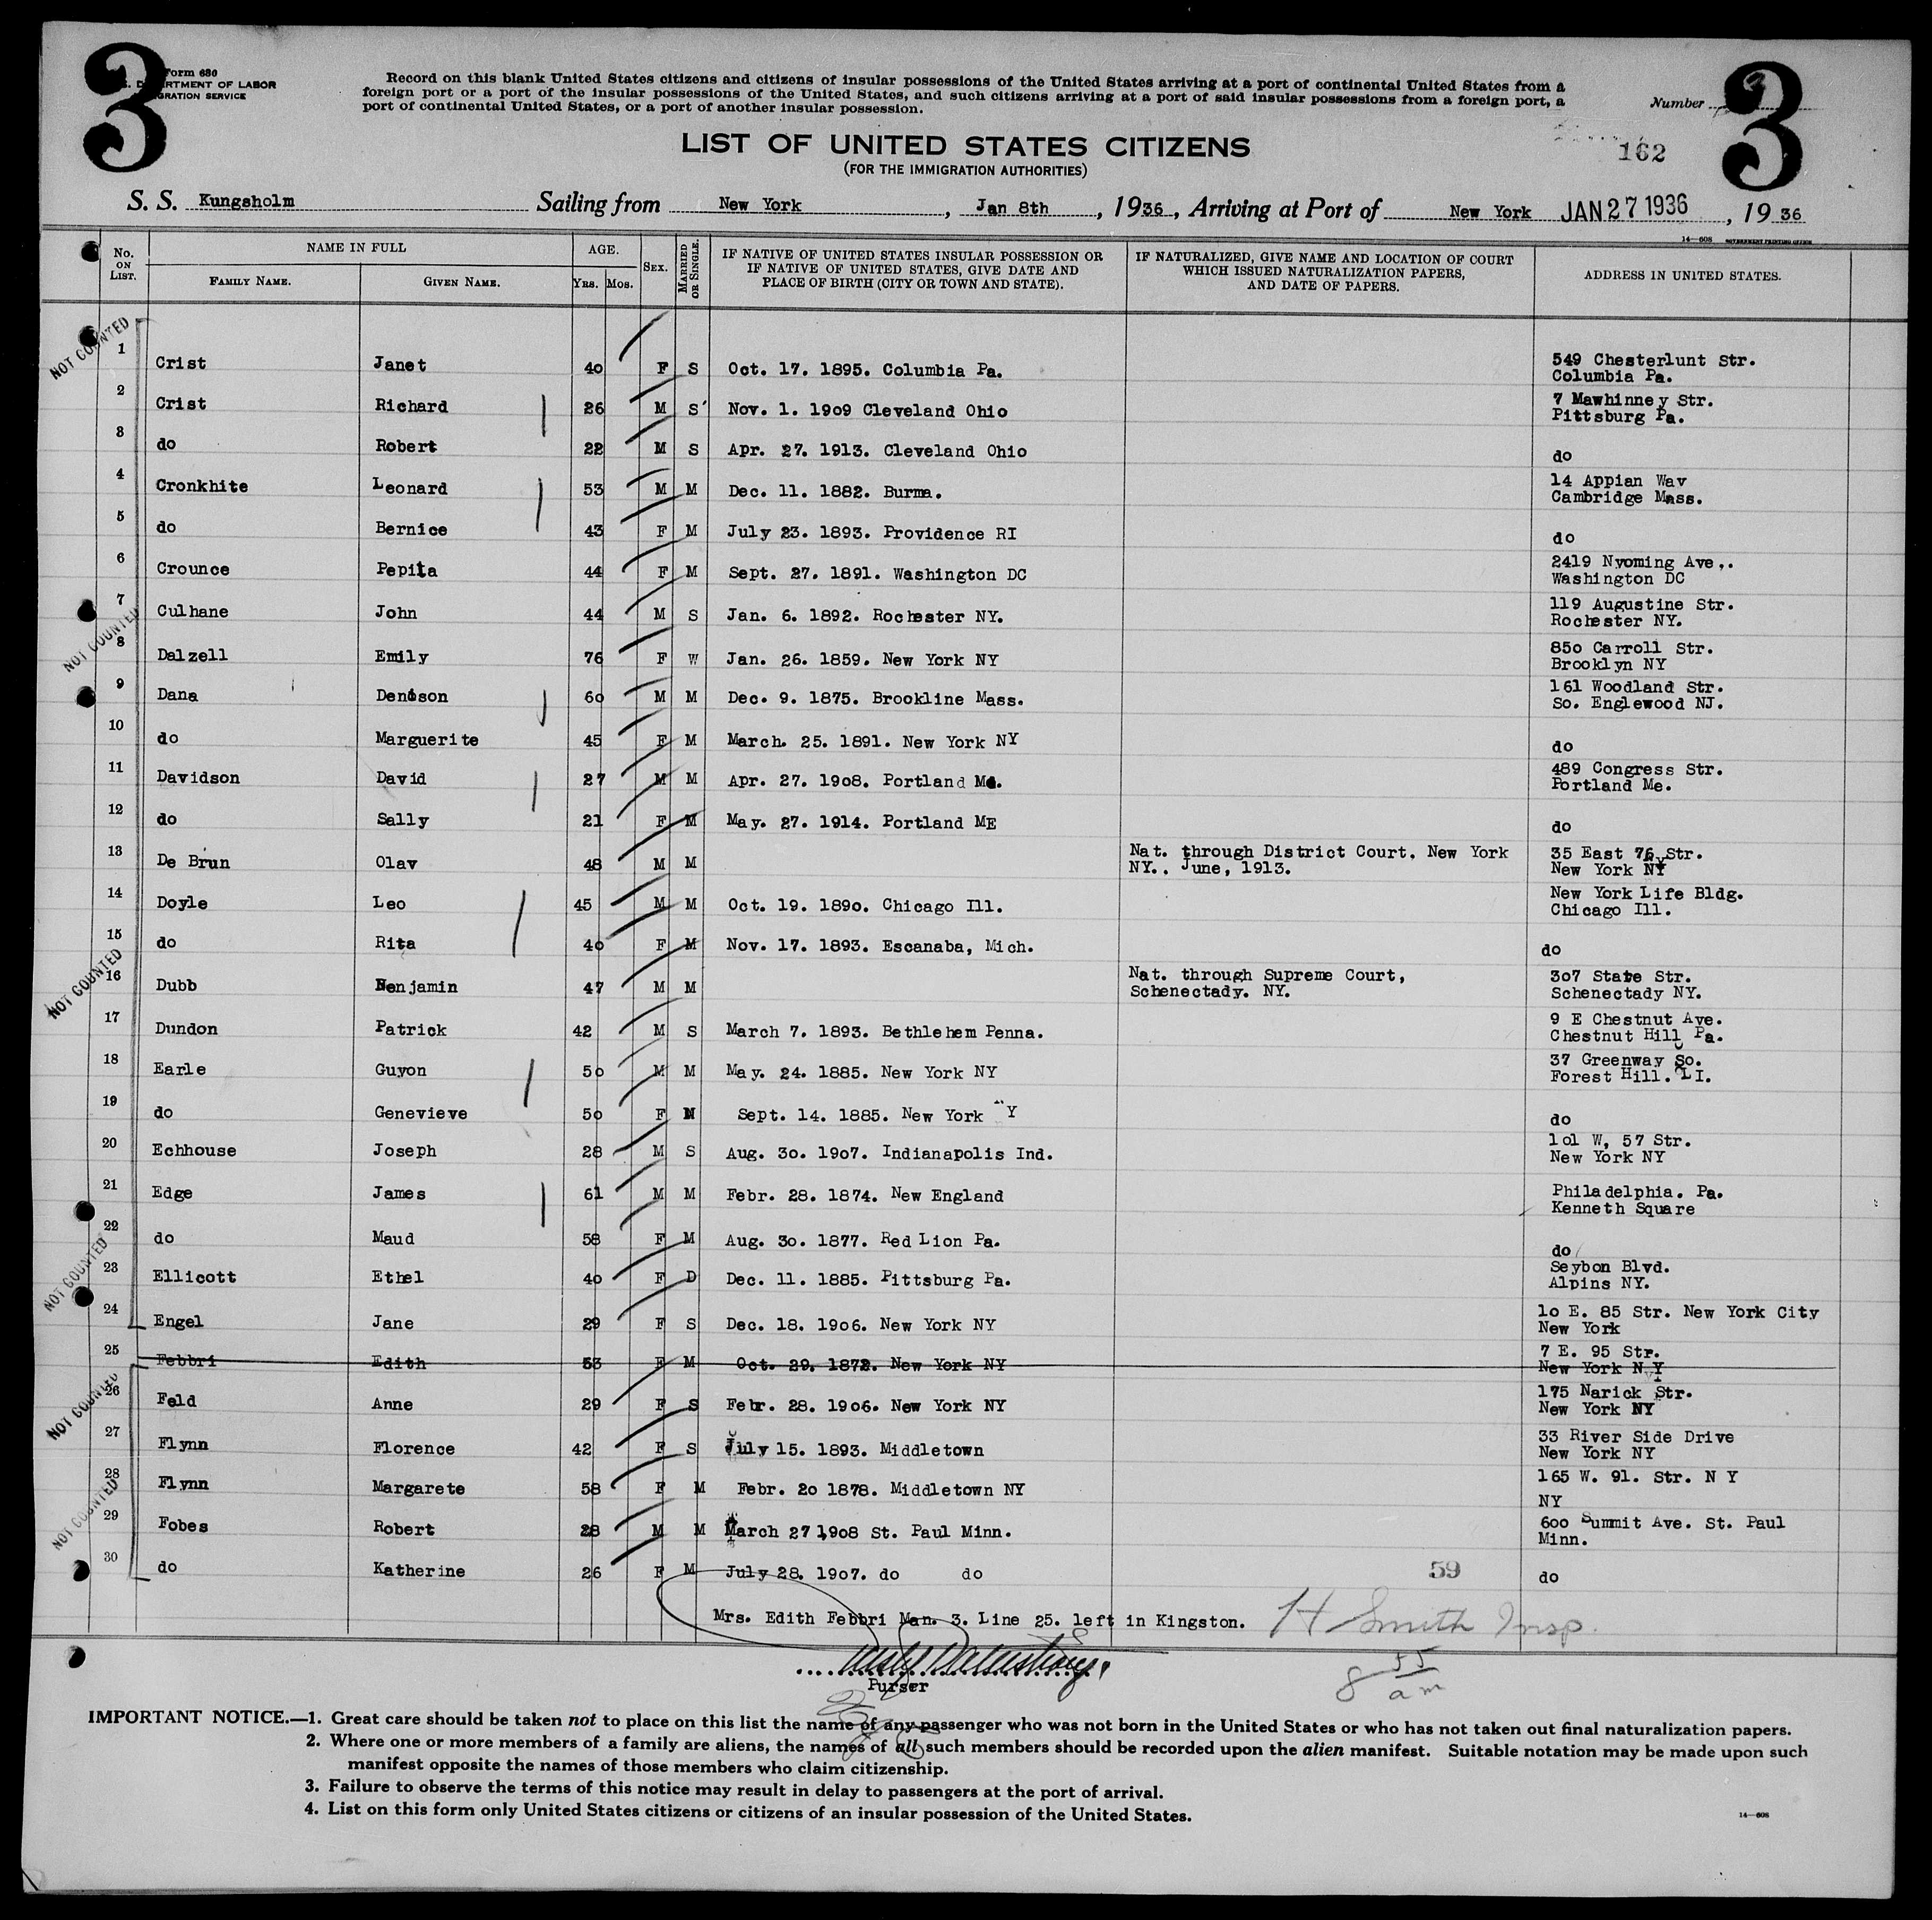 3
Form 680
DEPARTMENT OF LABOR
IMMIGRATION SERVICE
Record on this blank United States citizens and citizens of insular possessions of the United States arriving at a port of continental United States from a
foreign port or a port of the insular possessions of the United States, and such citizens arriving at a port of said insular possessions from a foreign port, a
port of continental United States, or a port of another insular possession.
Number
3
162
LIST OF UNITED STATES CITIZENS
(FOR THE IMMIGRATION AUTHORITIES)
S. S. Kungsholm Sailing from New York, Jan 8th, 1936, Arriving at Port of New York JAN 27 1936, 19 36
14—608 GOVERNMENT PRINTING OFFICE
No. ON LIST. NAME IN FULL FAMILY NAME. GIVEN NAME. AGE. YRS. MOS. SEX. MARRIED OR SINGLE. IF NATIVE OF UNITED STATES INSULAR POSSESSION OR IF NATIVE OF UNITED STATES, GIVE DATE AND PLACE OF BIRTH (CITY OR TOWN AND STATE). IF NATURALIZED, GIVE NAME AND LOCATION OF COURT WHICH ISSUED NATURALIZATION PAPERS, AND DATE OF PAPERS. ADDRESS IN UNITED STATES.
NOT COUNTED
1 Crist Janet 40 F S Oct. 17. 1895. Columbia Pa. 549 Chesterlunt Str.
Columbia Pa.
2 Crist Richard 26 M S Nov. 1. 1909 Cleveland Ohio 7 Mawhinney Str.
Pittsburg Pa.
3 do Robert 22 M S Apr. 27. 1913. Cleveland Ohio do
4 Cronkhite Leonard 53 M M Dec. 11. 1882. Burma. 14 Appian Wav
Cambridge Mass.
5 do Bernice 43 F M July 23. 1893. Providence RI do
6 Crounce Pepita 44 F M Sept. 27. 1891. Washington DC 2419 Nyoming Ave,.
Washington DC
7 Culhane John 44 M S Jan. 6. 1892. Rochester NY. 119 Augustine Str.
Rochester NY.
NOT COUNTED
8 Dalzell Emily 76 F W Jan. 26. 1859. New York NY 850 Carroll Str.
Brooklyn NY
9 Dana Denison 60 M M Dec. 9. 1875. Brookline Mass. 161 Woodland Str.
So. Englewood NJ.
10 do Marguerite 45 F M March. 25. 1891. New York NY do
11 Davidson David 27 M M Apr. 27. 1908. Portland Me. 489 Congress Str.
Portland Me.
12 do Sally 21 F M May. 27. 1914. Portland ME do
13 De Brun Olav 48 M M Nat. through District Court. New York 35 East 76 Str.
NY.. June, 1913. New York NY
14 Doyle Leo 45 M M Oct. 19. 1890. Chicago Ill. New York Life Bldg.
Chicago Ill.
15 do Rita 40 F M Nov. 17. 1893. Escanaba, Mich. do
NOT COUNTED
16 Dubb Benjamin 47 M M Nat. through Supreme Court, 307 State Str.
Schenectady. NY. Schenectady NY.
17 Dundon Patrick 42 M S March 7. 1893. Bethlehem Penna. 9 E Chestnut Ave.
Chestnut Hill Pa.
18 Earle Guyon 50 M M May. 24. 1885. New York NY 37 Greenway So.
Forest Hill. LI.
19 do Genevieve 50 F M Sept. 14. 1885. New York NY do
20 Echhouse Joseph 28 M S Aug. 30. 1907. Indianapolis Ind. 101 W, 57 Str.
New York NY
21 Edge James 61 M M Febr. 28. 1874. New England Philadelphia. Pa.
Kenneth Square
22 do Maud 58 F M Aug. 30. 1877. Red Lion Pa. do
NOT COUNTED
23 Ellicott Ethel 40 F D Dec. 11. 1885. Pittsburg Pa. Seybon Blvd.
Alpins NY.
24 Engel Jane 29 F S Dec. 18. 1906. New York NY 10 E. 85 Str. New York City
New York
25 Febbri Edith 53 F M Oct. 29. 1872. New York NY 7 E. 95 Str.
New York NY
NOT COUNTED
26 Feld Anne 29 F S Febr. 28. 1906. New York NY 175 Narick Str.
New York NY
27 Flynn Florence 42 F S July 15. 1893. Middletown 33 River Side Drive
New York NY
28 Flynn Margarete 58 F M Febr. 20 1878. Middletown NY 165 W. 91. Str. N Y
NY
NOT COUNTED
29 Fobes Robert 28 M M March 27 1908 St. Paul Minn. 600 Summit Ave. St. Paul
Minn.
30 do Katherine 26 F M July 28. 1907. do do 59 do
Mrs. Edith Febbri Man. 3. Line 25. left in Kingston. H Smith Insp.
Purser
8 55 am
IMPORTANT NOTICE.—1. Great care should be taken not to place on this list the name of any passenger who was not born in the United States or who has not taken out final naturalization papers.
2. Where one or more members of a family are aliens, the names of all such members should be recorded upon the alien manifest. Suitable notation may be made upon such
manifest opposite the names of those members who claim citizenship.
3. Failure to observe the terms of this notice may result in delay to passengers at the port of arrival.
4. List on this form only United States citizens or citizens of an insular possession of the United States.
14—608